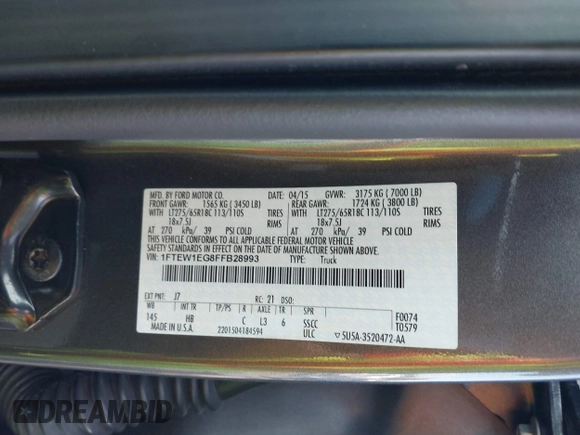 MFD. BY FORD MOTOR CO. 04/15 GVWR: 3175 KG ( 7000 LB)
FRONT GAWR: 1565 KG ( 3450 LB) REAR GAWR: 1724 KG ( 3800 LB)
WITH LT275/65R18C 113/110S TIRES WITH LT275/65R18C 113/110S TIRES
18x7.5J RIMS 18x7.5J RIMS
AT 270 kPa/ 39 PSI COLD AT 270 kPa/ 39 PSI COLD
THIS VEHICLE CONFORMS TO ALL APPLICABLE FEDERAL MOTOR VEHICLE
SAFETY STANDARDS IN EFFECT ON THE DATE OF MANUFACTURE SHOWN ABOVE.
VIN: 1FTEW1EG8FFB28993 TYPE: Truck
EXT PNT: J7 RC: 21 DSO:
WB INT TR TP/PS R AXLE TR SPR F0074
145 HB C L3 6 SSCC T0579
MADE IN U.S.A. 2201504184594 ULC ▽5U5A-3520472-AA
DREAMBID